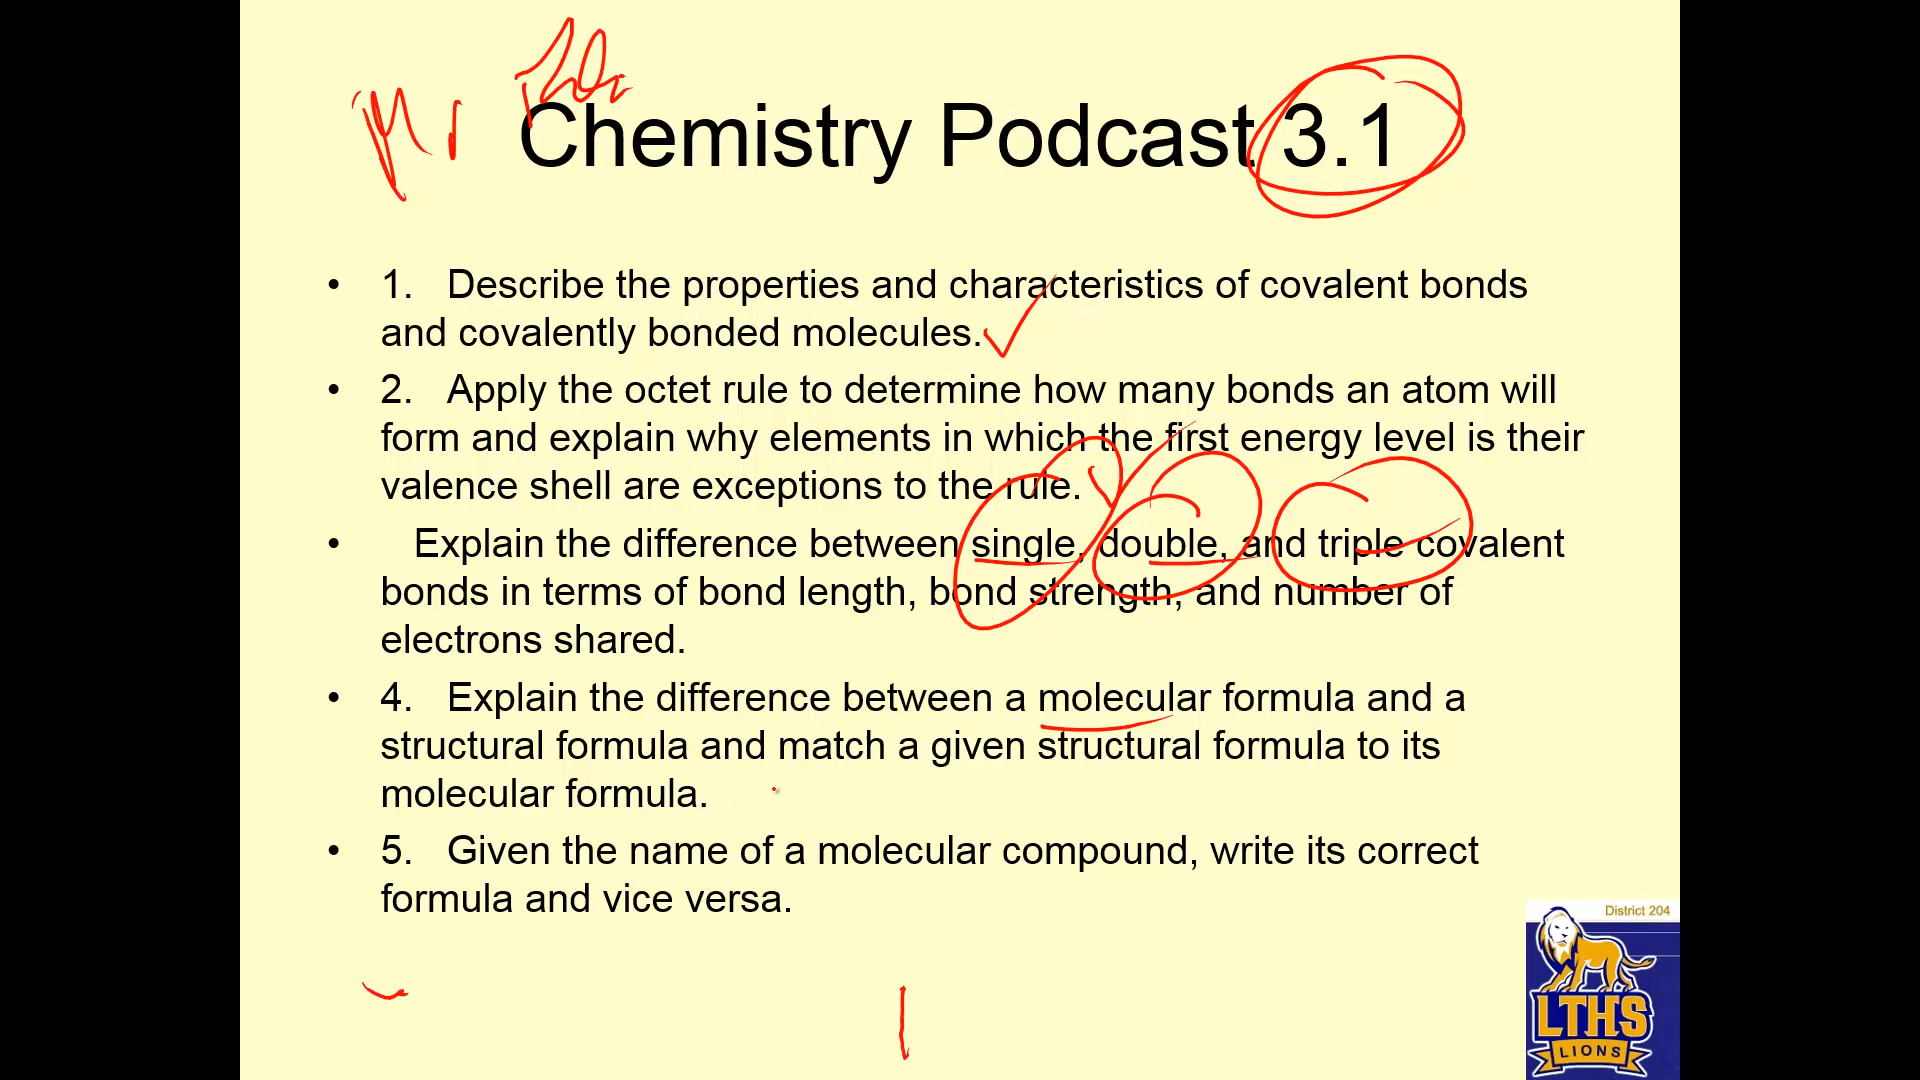 Mr
Chemistry Podcast 3.1
• 1. Describe the properties and characteristics of covalent bonds
and covalently bonded molecules.
• 2. Apply the octet rule to determine how many bonds an atom will
form and explain why elements in which the first energy level is their
valence shell are exceptions to the rule.
• Explain the difference between single, double, and triple covalent
bonds in terms of bond length, bond strength, and number of
electrons shared.
• 4. Explain the difference between a molecular formula and a
structural formula and match a given structural formula to its
molecular formula.
• 5. Given the name of a molecular compound, write its correct
formula and vice versa.
District 204
LTHS
LIONS